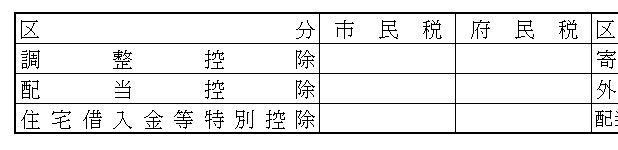 区分 市民税 府民税 区
調整控除 寄
配当控除 外
住宅借入金等特別控除 配